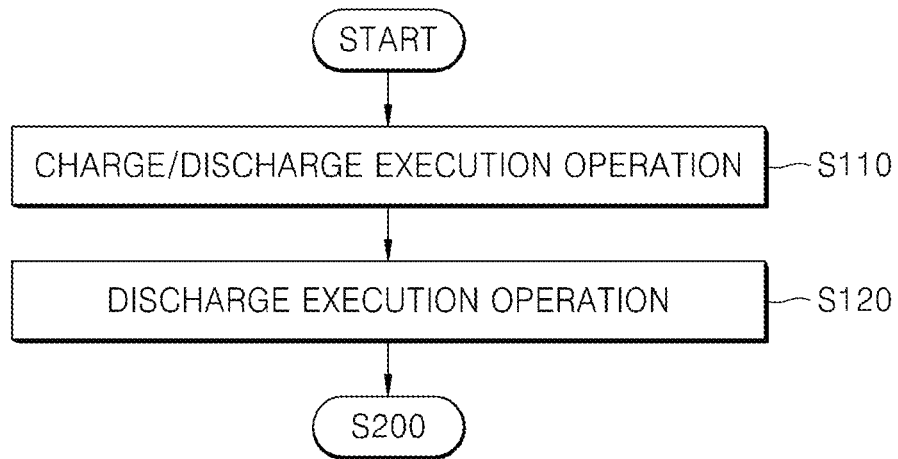 START
CHARGE/DISCHARGE EXECUTION OPERATION S110
DISCHARGE EXECUTION OPERATION S120
S200